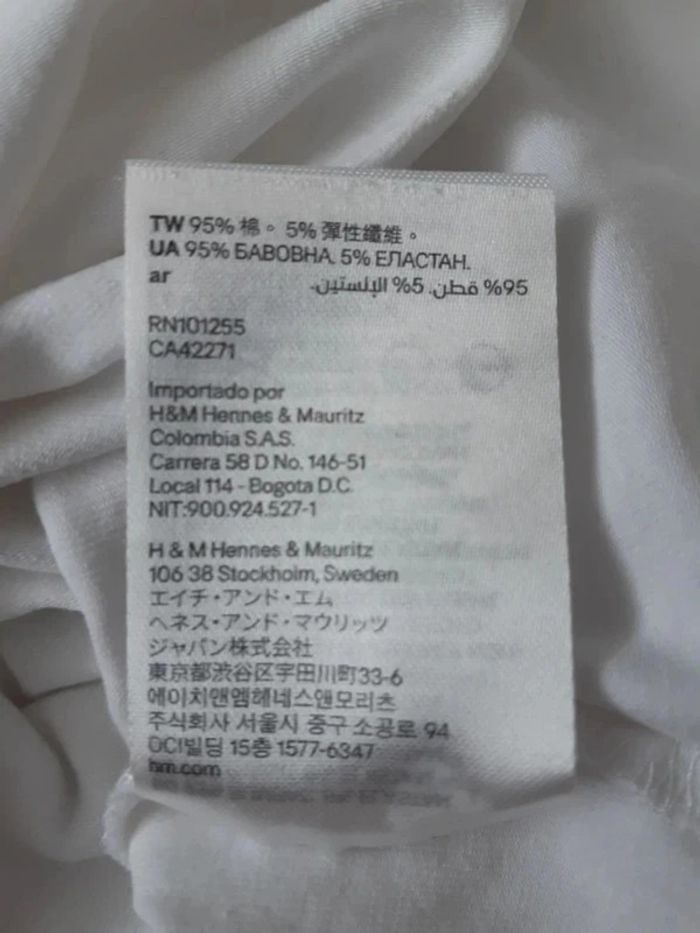 TW 95% 棉。 5% 彈性纖維。
UA 95% БАВОВНА. 5% ЕЛАСТАН.
ar 95% قطن. 5% الإلستين.
RN101255
CA42271
Importado por
H&M Hennes & Mauritz
Colombia S.A.S.
Carrera 58 D No. 146-51
Local 114 - Bogota D.C.
NIT:900.924.527-1
H & M Hennes & Mauritz
106 38 Stockholm, Sweden
エイチ・アンド・エム
ヘネス・アンド・マウリッツ
ジャパン株式会社
東京都渋谷区宇田川町33-6
에이치앤엠헤네스앤모리츠
주식회사 서울시 중구 소공로 94
OCI빌딩 15층 1577-6347
hm.com